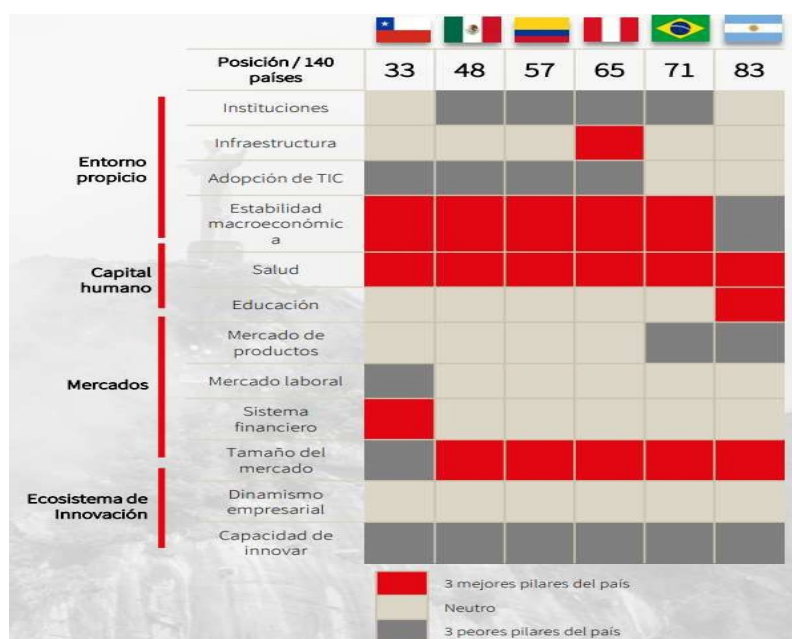 Posición / 140
países
33 48 57 65 71 83
Entorno
propicio
Instituciones
Infraestructura
Adopción de TIC
Estabilidad
macroeconómic
a
Capital
humano
Salud
Educación
Mercados
Mercado de
productos
Mercado laboral
Sistema
financiero
Tamaño del
mercado
Ecosistema de
Innovación
Dinamismo
empresarial
Capacidad de
innovar
3 mejores pilares del país
Neutro
3 peores pilares del país